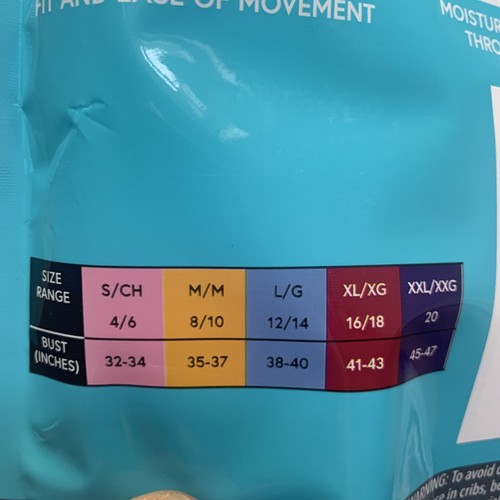 FIT AND EASE OF MOVEMENT
SIZE RANGE S/CH M/M L/G XL/XG XXL/XXG
4/6 8/10 12/14 16/18 20
BUST (INCHES) 32-34 35-37 38-40 41-43 45-47
WARNING: To avoid
in cribs,